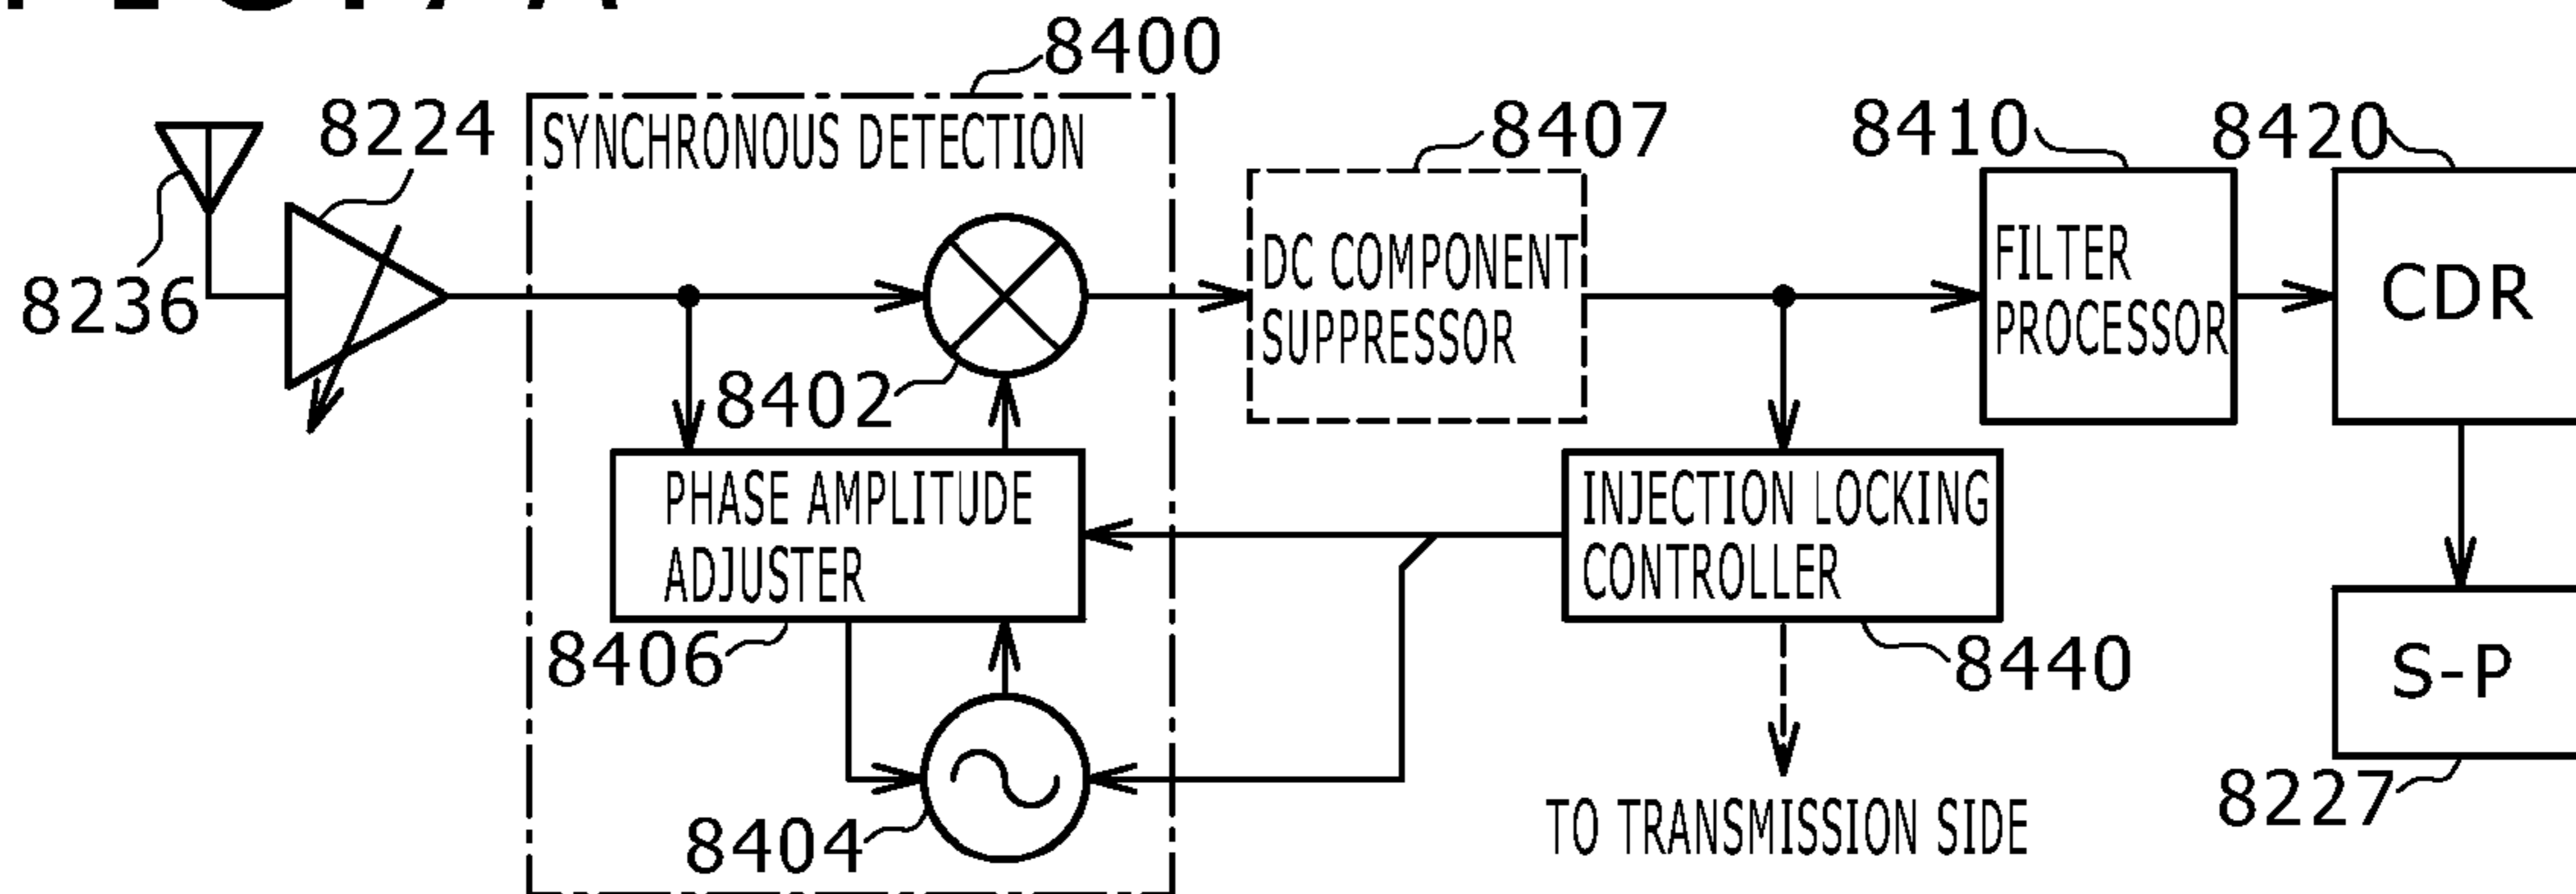 8400
8224
SYNCHRONOUS DETECTION
8407
8410
8420
8236
DC COMPONENT
SUPPRESSOR
FILTER
PROCESSOR
CDR
8402
PHASE AMPLITUDE
ADJUSTER
INJECTION LOCKING
CONTROLLER
8406
8440
S-P
8404
TO TRANSMISSION SIDE
8227